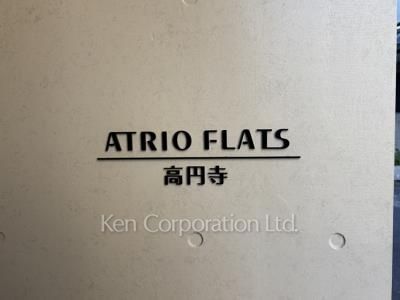 ATRIO FLATS
高円寺
Ken Corporation Ltd.